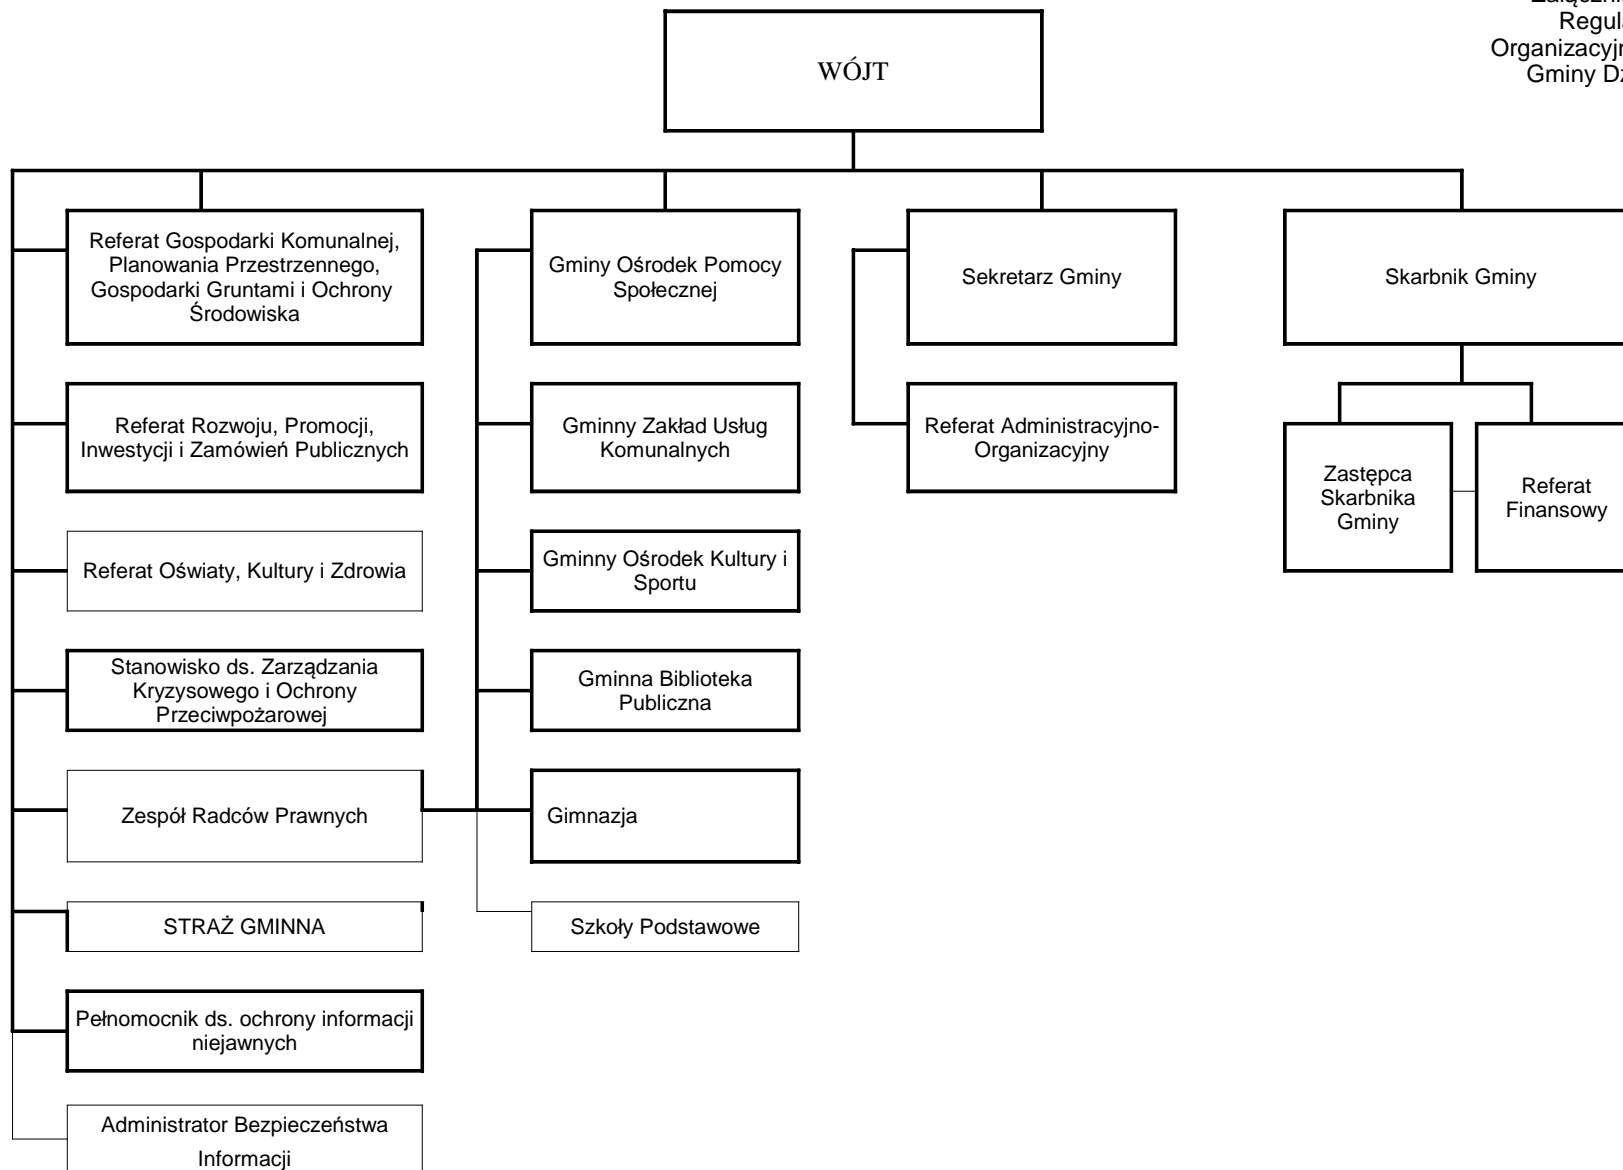 Regul
Organizacyjn
Gminy Dz
WÓJT
Referat Gospodarki Komunalnej,
Planowania Przestrzennego,
Gospodarki Gruntami i Ochrony
Środowiska
Gminy Ośrodek Pomocy
Społecznej
Sekretarz Gminy
Skarbnik Gminy
Referat Rozwoju, Promocji,
Inwestycji i Zamówień Publicznych
Gminny Zakład Usług
Komunalnych
Referat Administracyjno-
Organizacyjny
Zastępca
Skarbnika
Gminy
Referat
Finansowy
Referat Oświaty, Kultury i Zdrowia
Gminny Ośrodek Kultury i
Sportu
Stanowisko ds. Zarządzania
Kryzysowego i Ochrony
Przeciwpożarowej
Gminna Biblioteka
Publiczna
Zespół Radców Prawnych
Gimnazja
STRAŻ GMINNA
Szkoły Podstawowe
Pełnomocnik ds. ochrony informacji
niejawnych
Administrator Bezpieczeństwa
Informacji